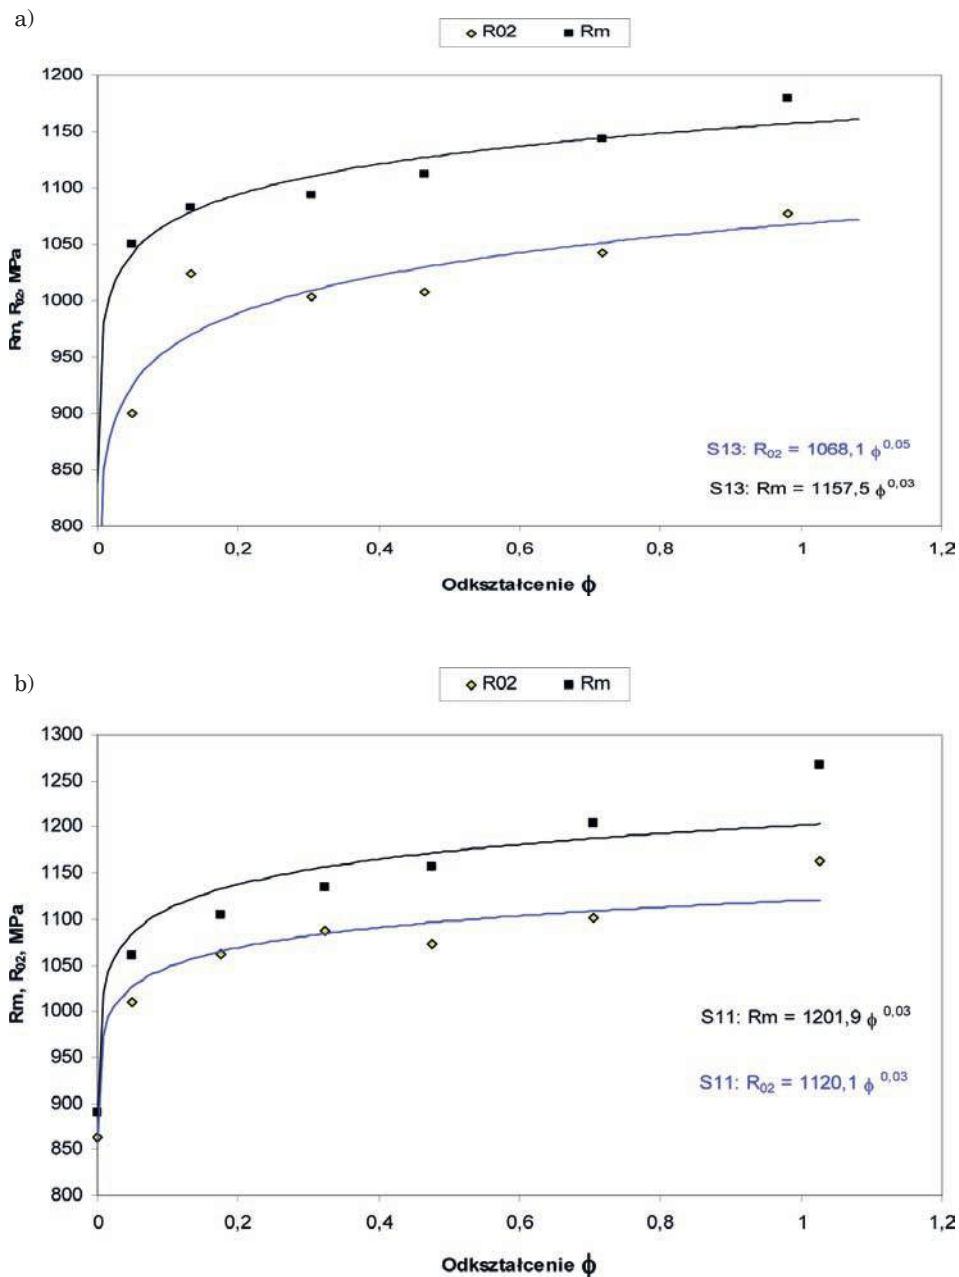 a)
R02 Rm
1200
1150
1100
1050
1000
950
900
850
800
Rm, R02, MPa
S13: R02 = 1068,1 ϕ^0,05
S13: Rm = 1157,5 ϕ^0,03
0 0,2 0,4 0,6 0,8 1 1,2
Odkształcenie ϕ
b)
R02 Rm
1300
1250
1200
1150
1100
1050
1000
950
900
850
800
Rm, R02, MPa
S11: Rm = 1201,9 ϕ^0,03
S11: R02 = 1120,1 ϕ^0,03
0 0,2 0,4 0,6 0,8 1 1,2
Odkształcenie ϕ